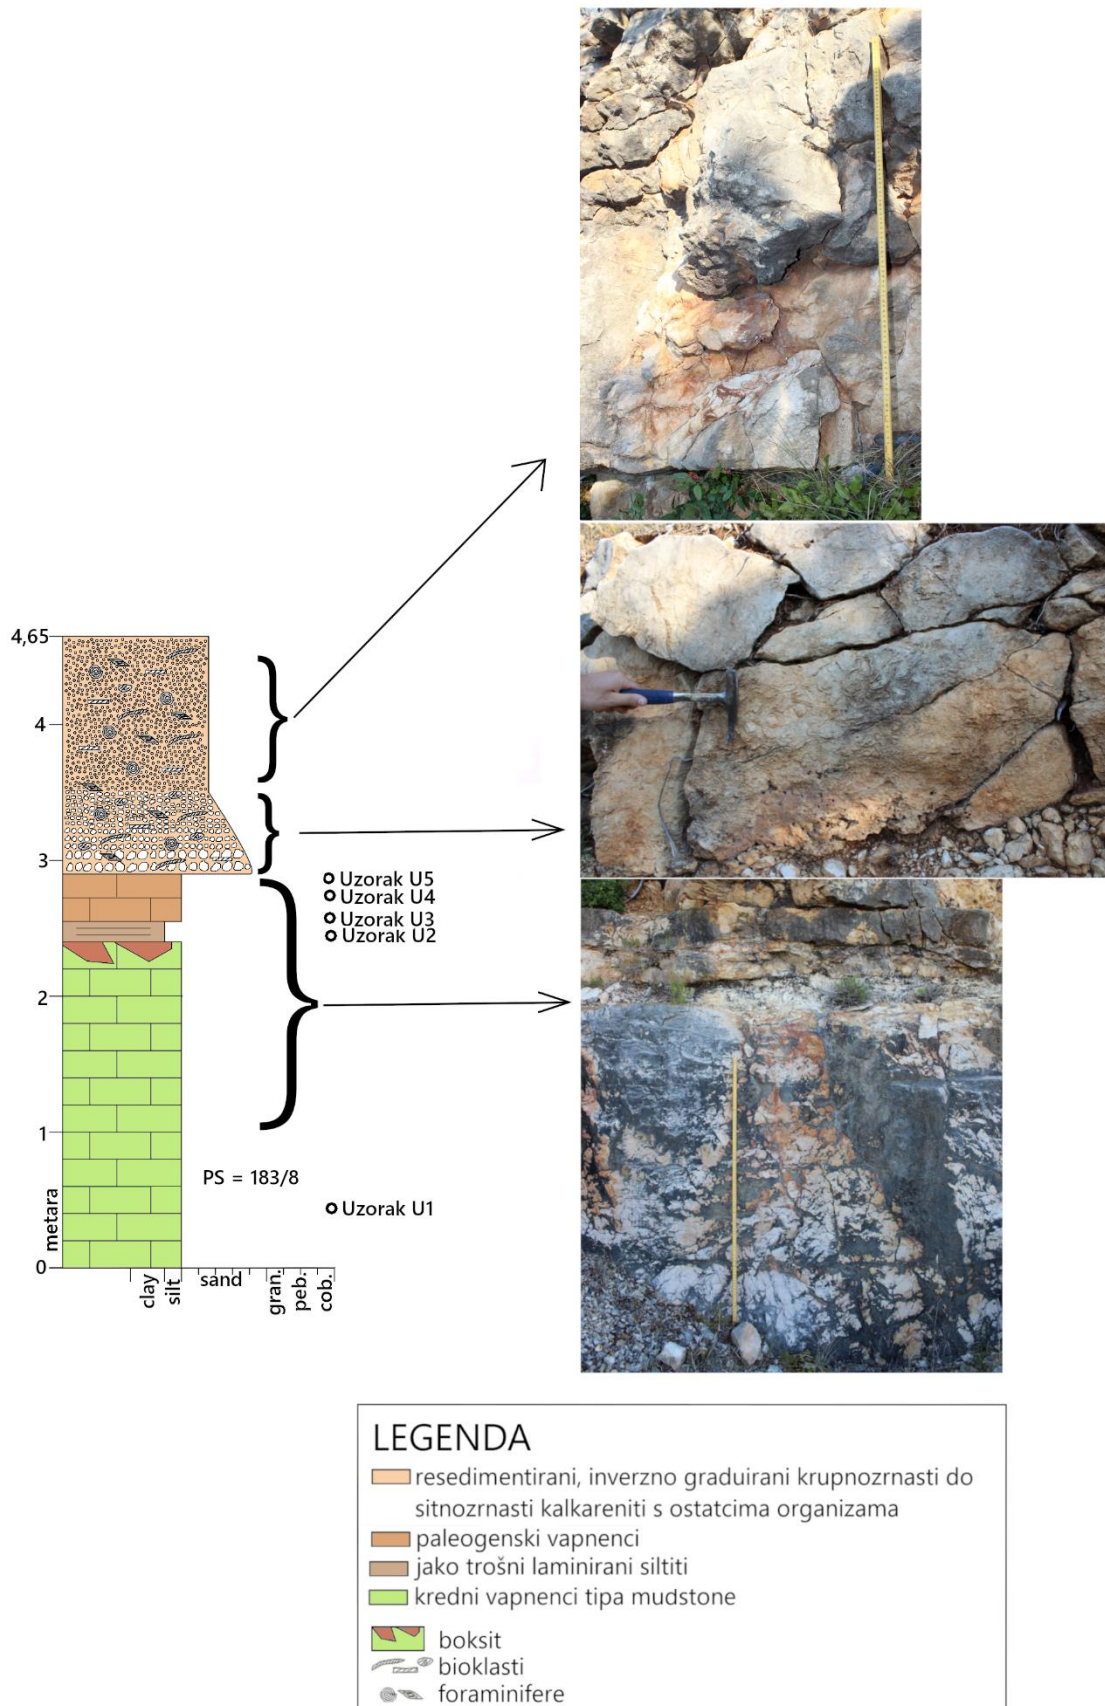 4,65
4
3
2
1
0
metara
Uzorak U5
Uzorak U4
Uzorak U3
Uzorak U2
PS = 183/8
Uzorak U1
clay
silt
sand
gran.
peb.
cob.
LEGENDA
resedimentirani, inverzno graduirani krupnozrnasti do
sitnozrnasti kalkareniti s ostatcima organizama
paleogenski vapnenci
jako trošni laminirani siltiti
kredni vapnenci tipa mudstone
boksit
bioklasti
foraminifere